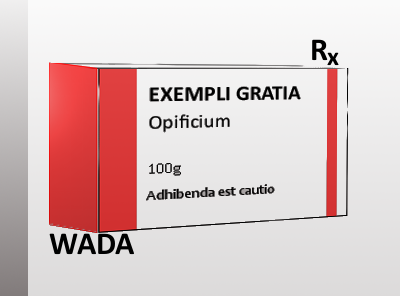 Rx
EXEMPLI GRATIA
Opificium
100g
Adhibenda est cautio
WADA